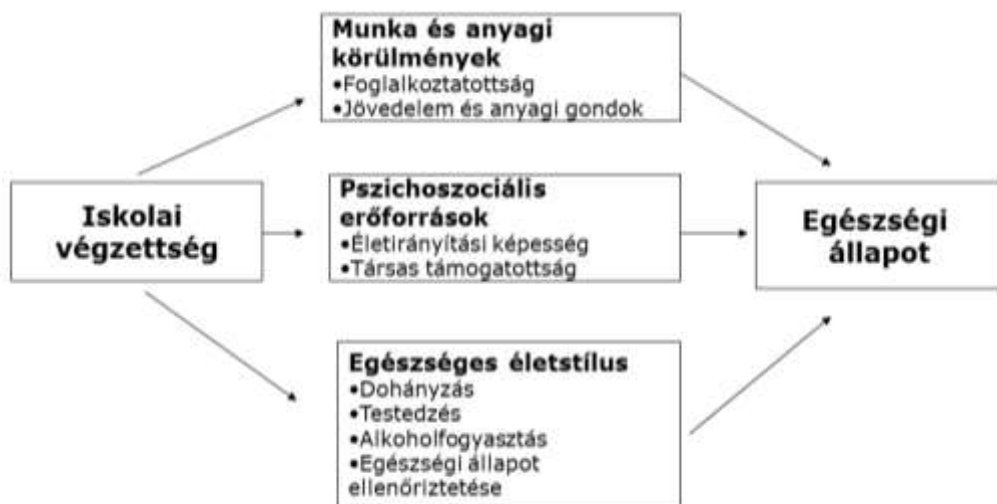 Munka és anyagi
körülmények
•Foglalkoztatottság
•Jövedelem és anyagi gondok
Iskolai
végzettség
Pszichoszociális
erőforrások
•Életirányítási képesség
•Társas támogatottság
Egészségi
állapot
Egészséges életstílus
•Dohányzás
•Testedzés
•Alkoholfogyasztás
•Egészségi állapot
ellenőriztetése